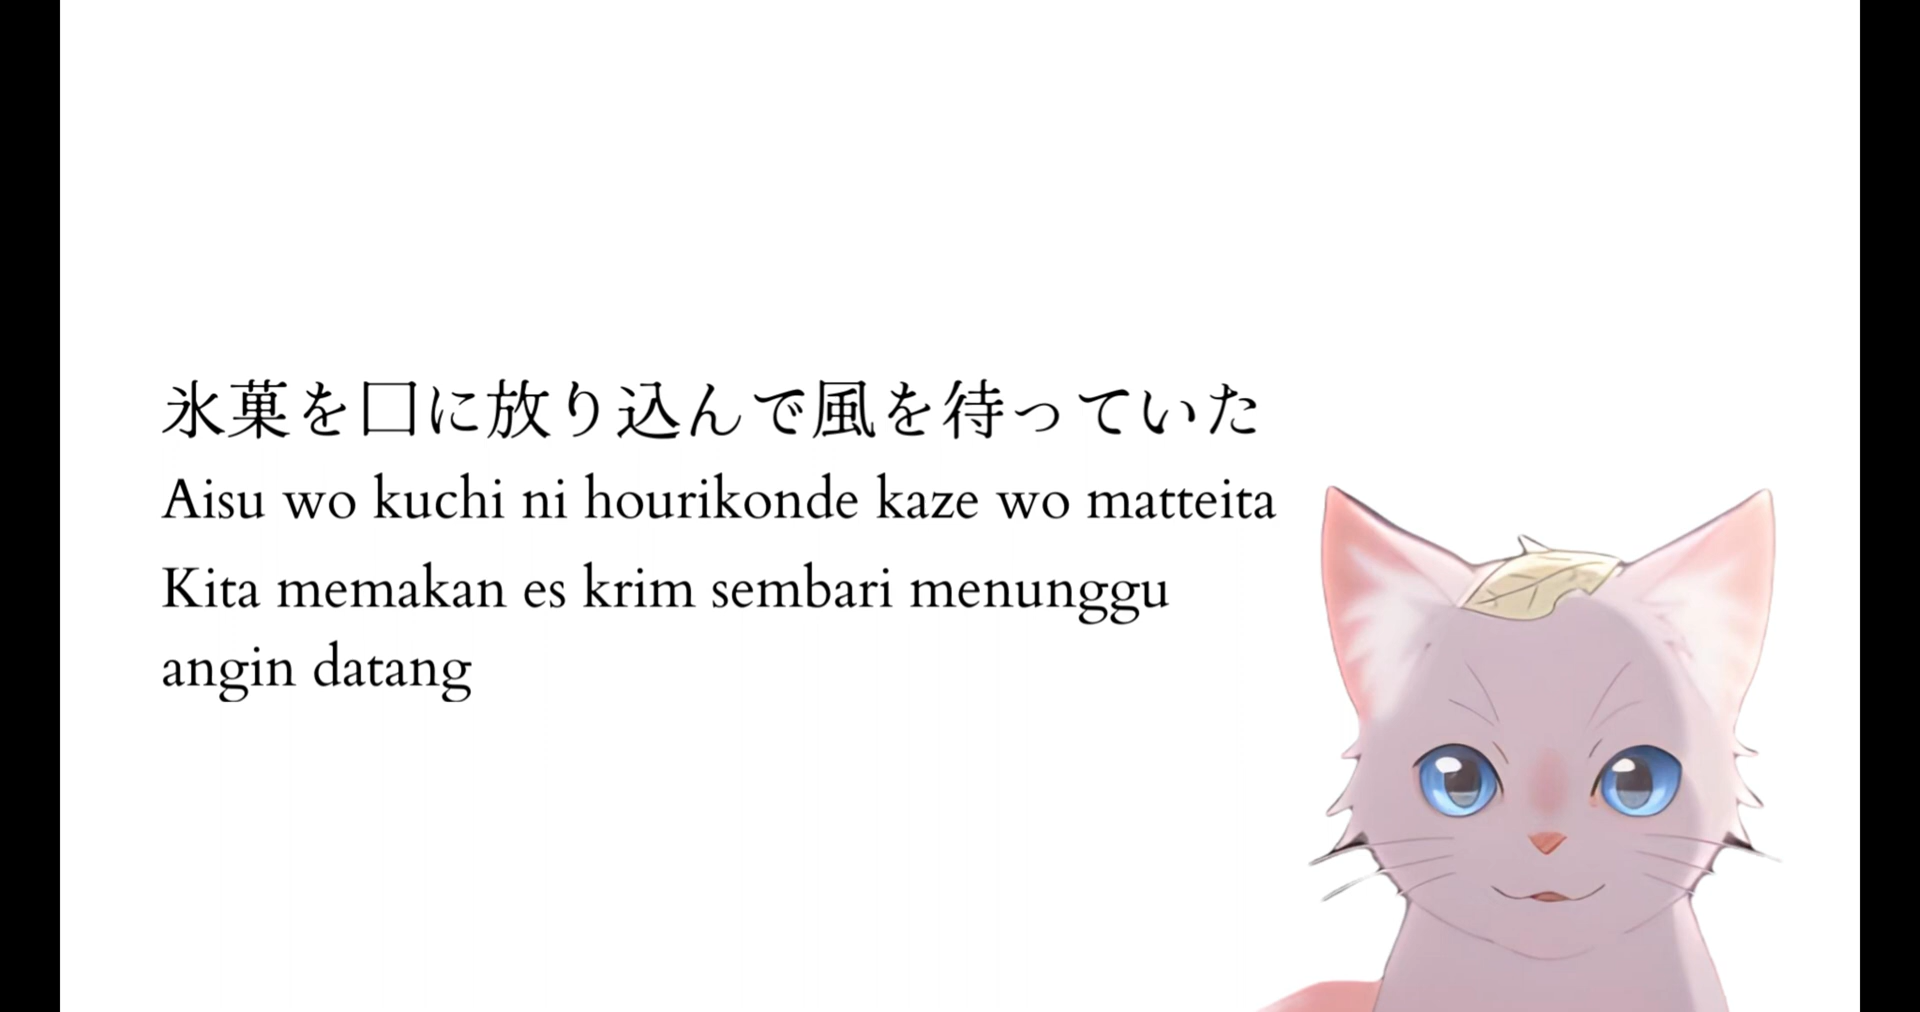 氷菓を口に放り込んで風を待っていた
Aisu wo kuchi ni hourikonde kaze wo matteita
Kita memakan es krim sembari menunggu
angin datang